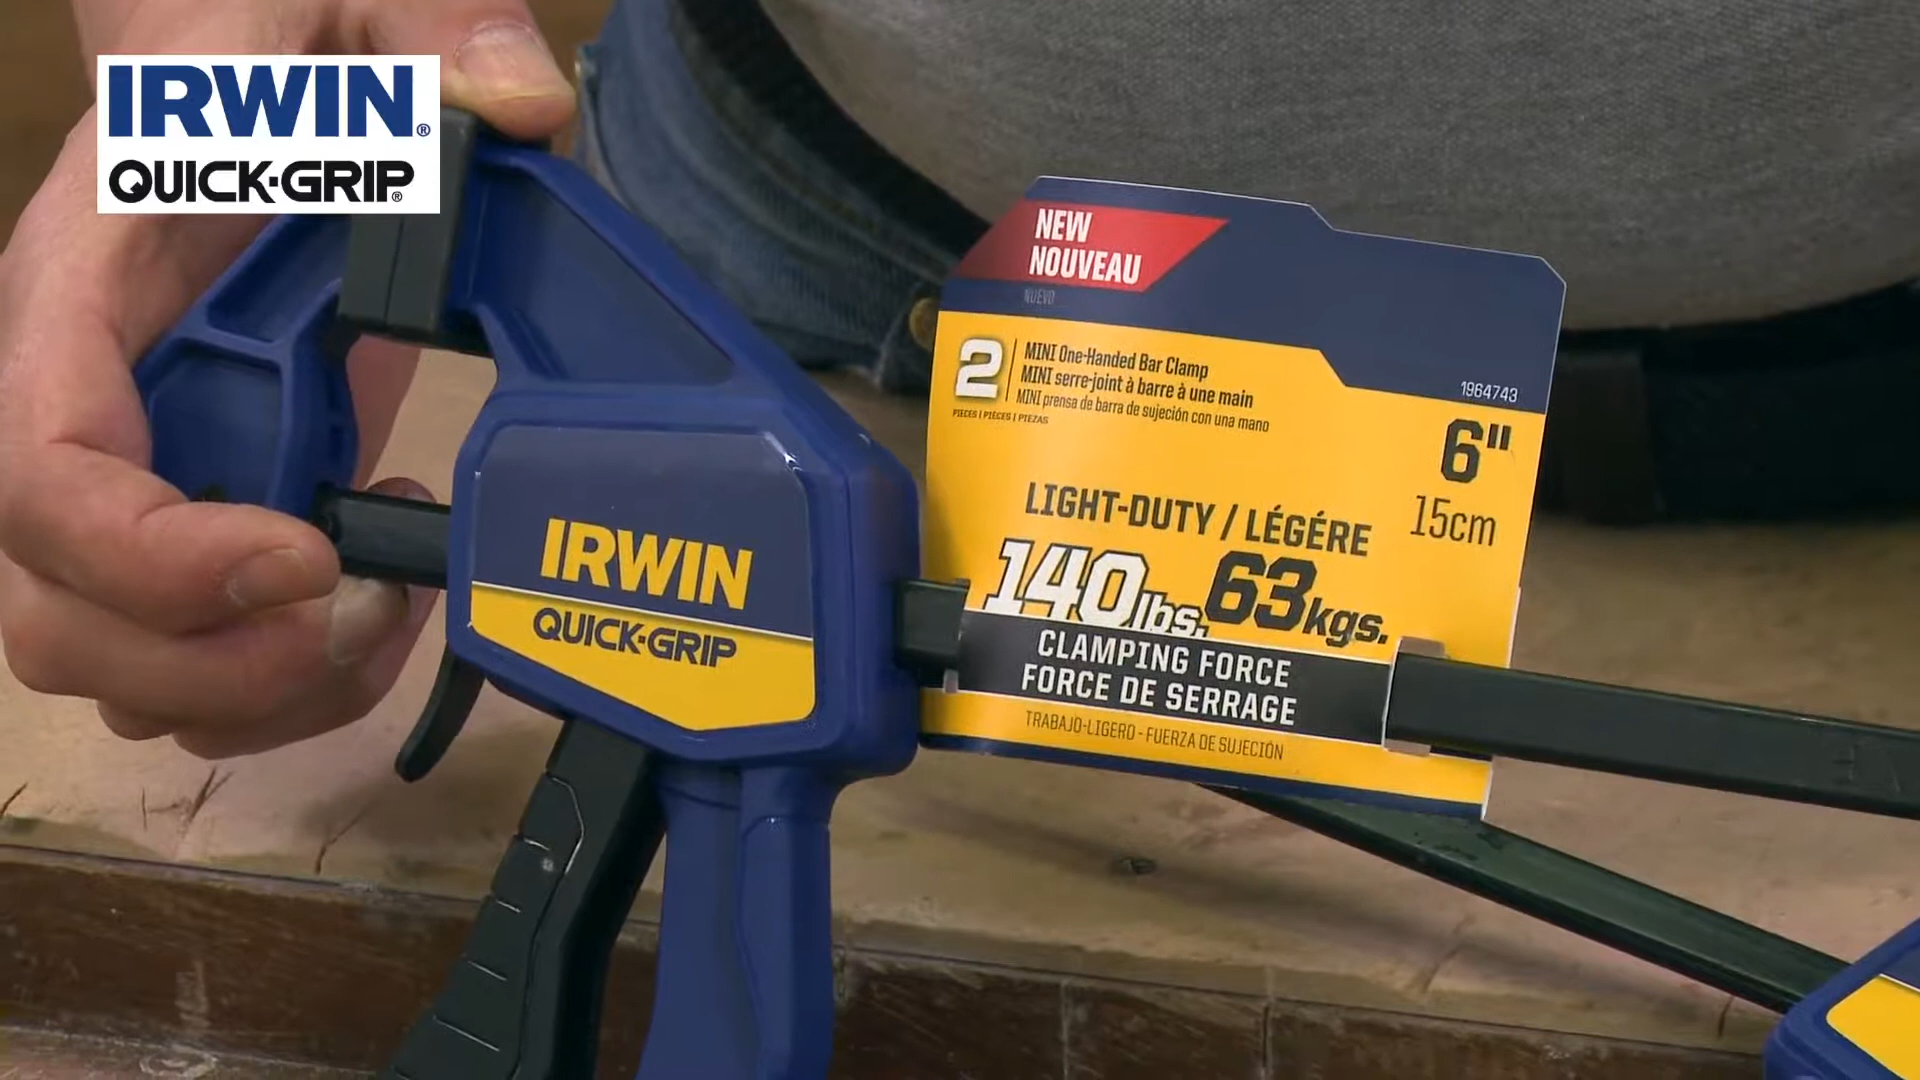 IRWIN®
QUICK-GRIP®
NEW
NOUVEAU
NUEVO
2
PIECES | PIÈCES | PIEZAS
MINI One-Handed Bar Clamp
MINI serre-joint à barre à une main
MINI prensa de barra de sujeción con una mano
1964743
6"
15cm
LIGHT-DUTY / LÉGÉRE
140lbs. 63kgs.
CLAMPING FORCE
FORCE DE SERRAGE
TRABAJO-LIGERO - FUERZA DE SUJECIÓN
IRWIN
QUICK-GRIP